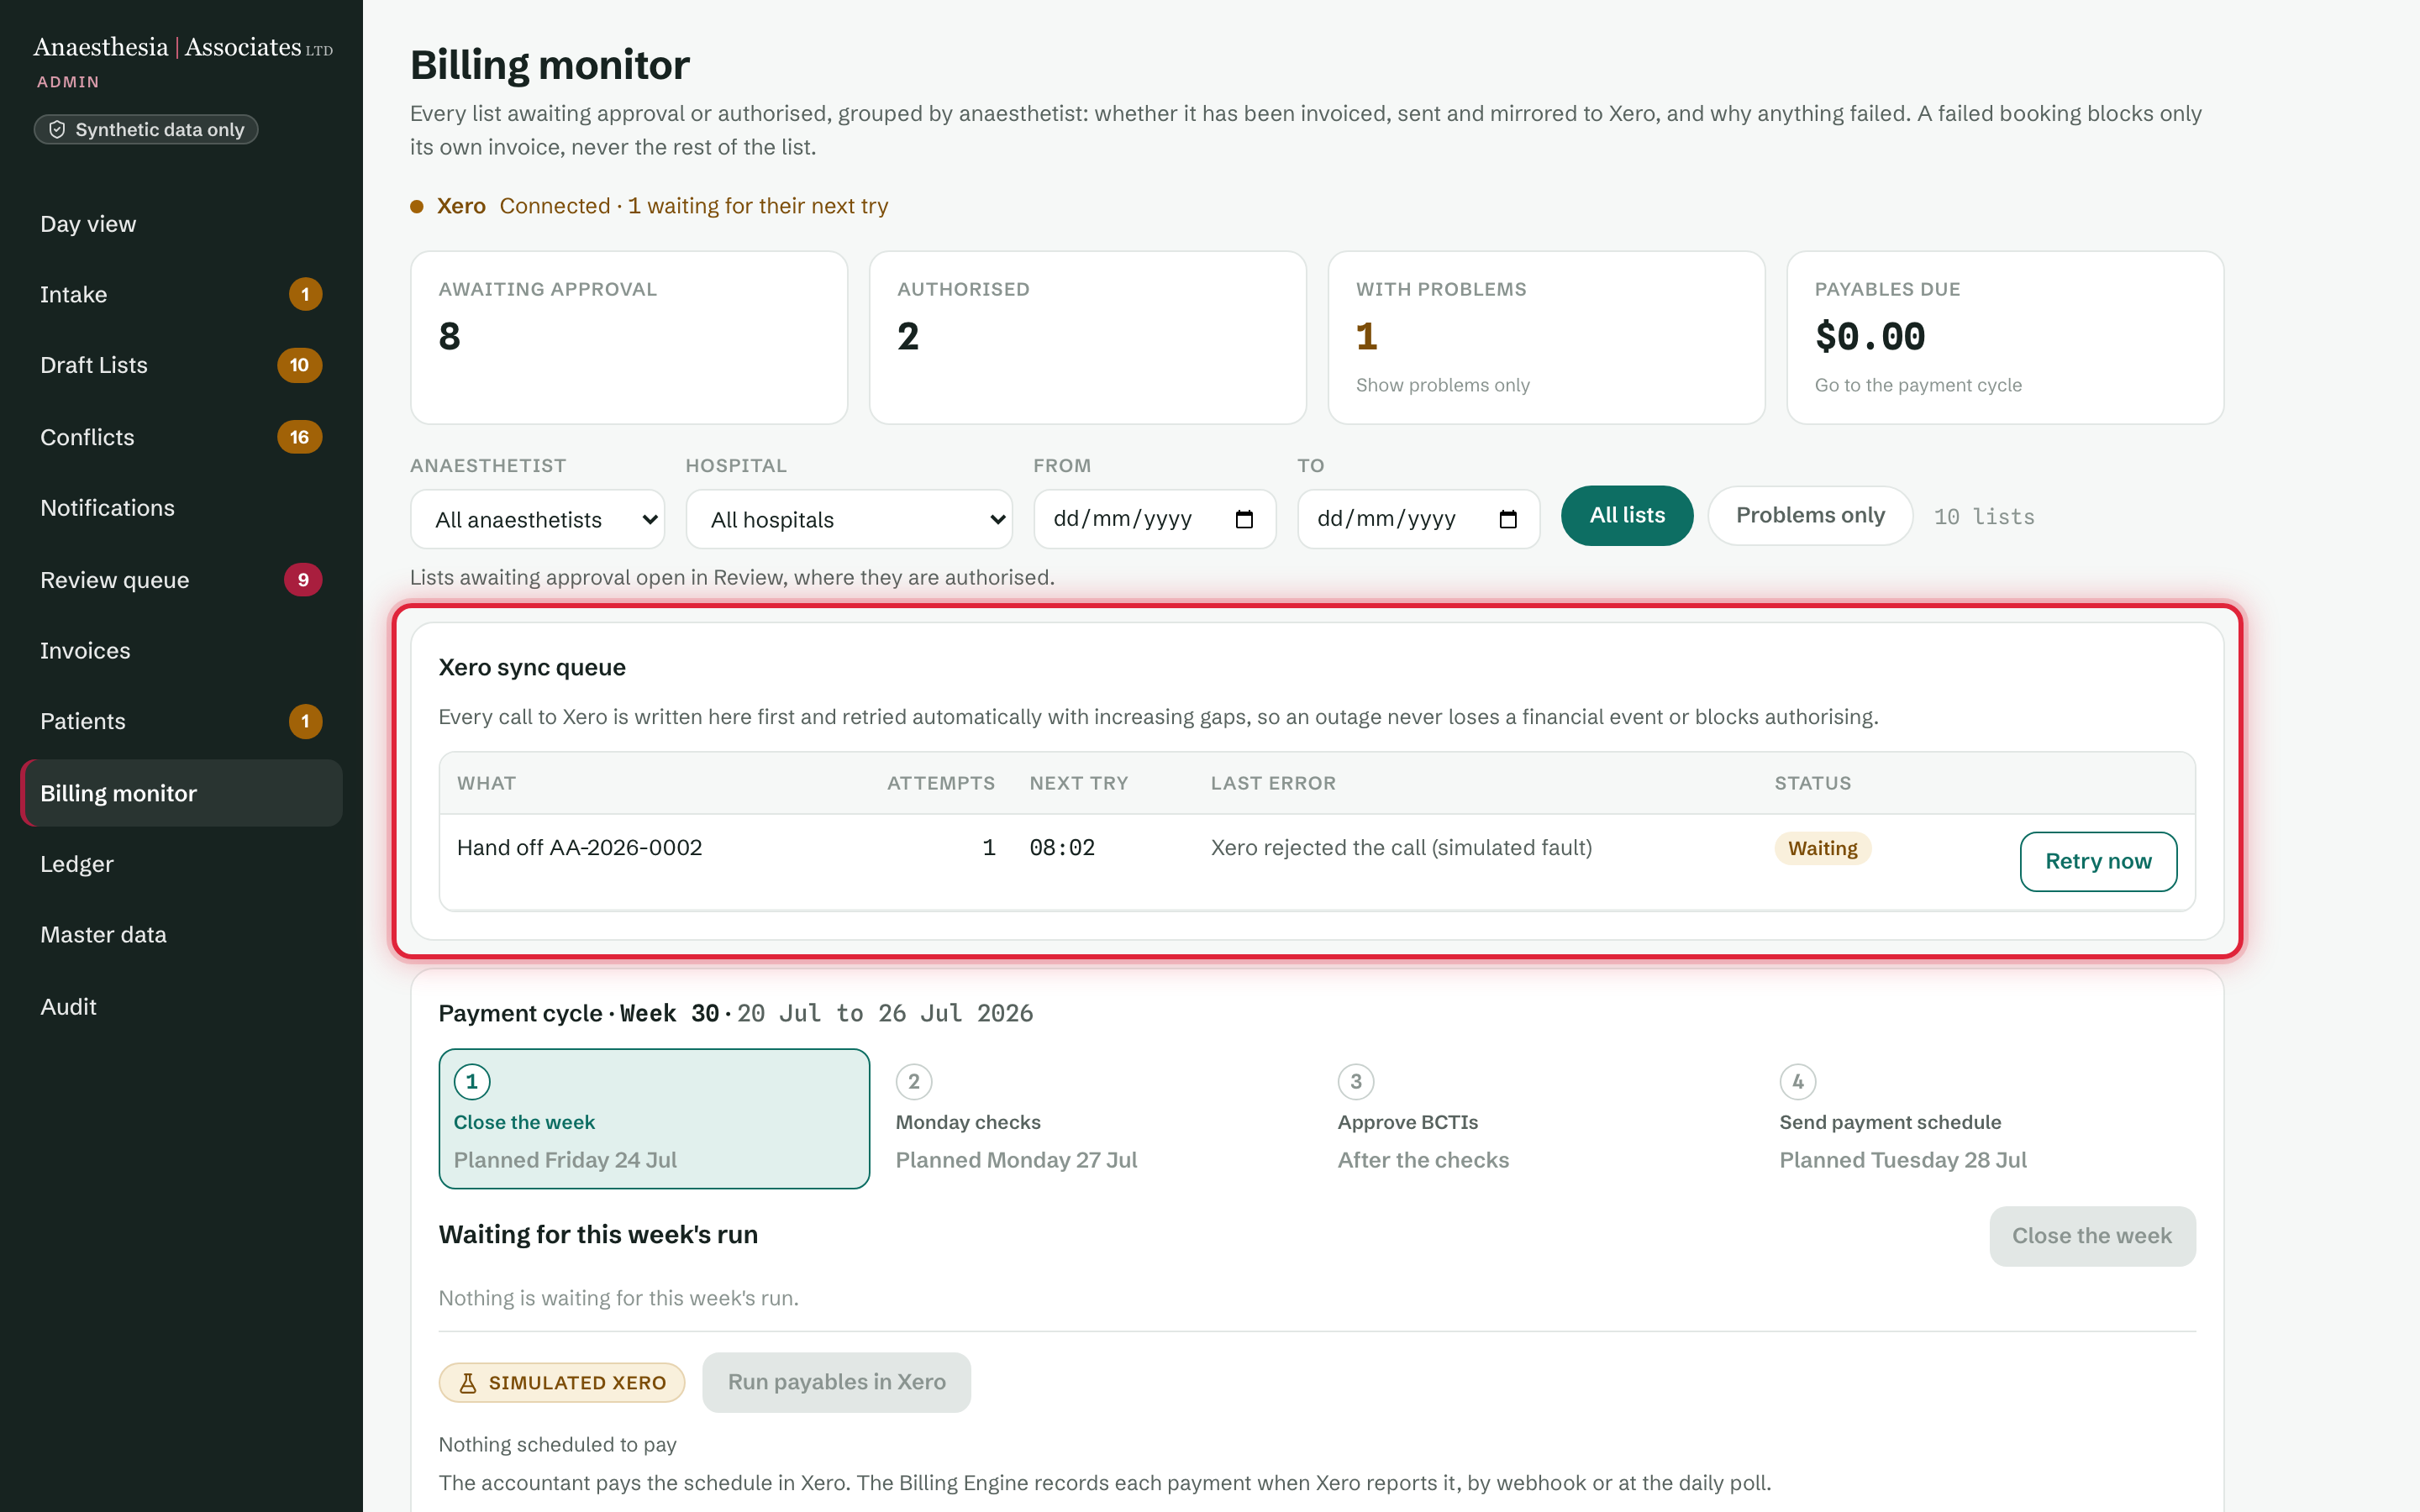 Anaesthesia | Associates LTD
ADMIN
Synthetic data only
Day view
Intake 1
Draft Lists 10
Conflicts 16
Notifications
Review queue 9
Invoices
Patients 1
Billing monitor
Ledger
Master data
Audit
Billing monitor
Every list awaiting approval or authorised, grouped by anaesthetist: whether it has been invoiced, sent and mirrored to Xero, and why anything failed. A failed booking blocks only
its own invoice, never the rest of the list.
Xero Connected · 1 waiting for their next try
AWAITING APPROVAL
8
AUTHORISED
2
WITH PROBLEMS
1
Show problems only
PAYABLES DUE
$0.00
Go to the payment cycle
ANAESTHETIST HOSPITAL FROM TO
All anaesthetists All hospitals dd/mm/yyyy dd/mm/yyyy All lists Problems only 10 lists
Lists awaiting approval open in Review, where they are authorised.
Xero sync queue
Every call to Xero is written here first and retried automatically with increasing gaps, so an outage never loses a financial event or blocks authorising.
WHAT ATTEMPTS NEXT TRY LAST ERROR STATUS
Hand off AA-2026-0002 1 08:02 Xero rejected the call (simulated fault) Waiting Retry now
Payment cycle · Week 30 · 20 Jul to 26 Jul 2026
1
Close the week
Planned Friday 24 Jul
2
Monday checks
Planned Monday 27 Jul
3
Approve BCTIs
After the checks
4
Send payment schedule
Planned Tuesday 28 Jul
Waiting for this week's run Close the week
Nothing is waiting for this week's run.
SIMULATED XERO Run payables in Xero
Nothing scheduled to pay
The accountant pays the schedule in Xero. The Billing Engine records each payment when Xero reports it, by webhook or at the daily poll.